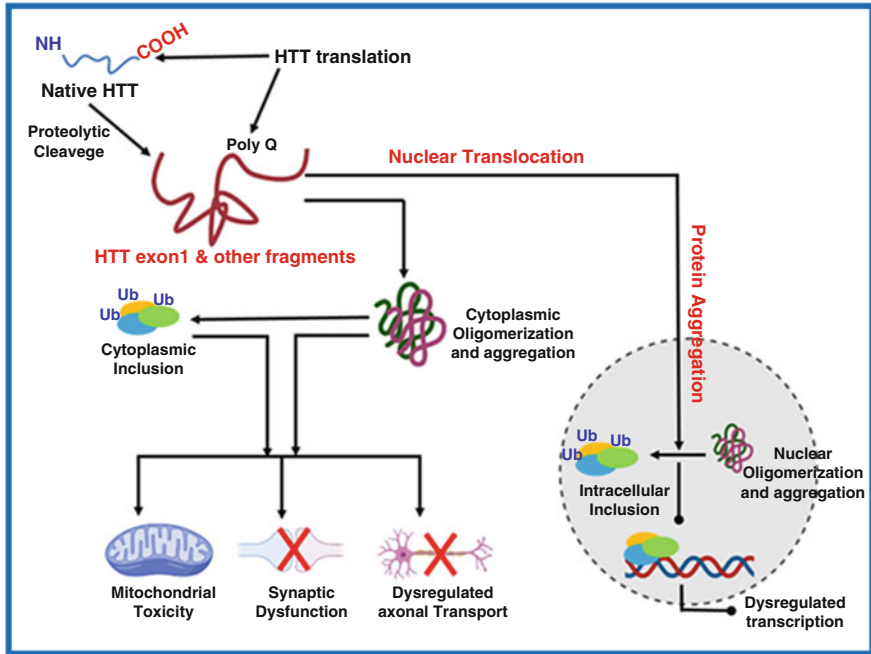 NH
COOH
HTT translation
Native HTT
Proteolytic
Cleavege
Poly Q
Nuclear Translocation
HTT exon1 & other fragments
Protein Aggregation
Ub
Ub
Ub
Cytoplasmic
Inclusion
Cytoplasmic
Oligomerization
and aggregation
Ub
Ub
Ub
Intracellular
Inclusion
Nuclear
Oligomerization
and aggregation
Mitochondrial
Toxicity
Synaptic
Dysfunction
Dysregulated
axonal Transport
Dysregulated
transcription